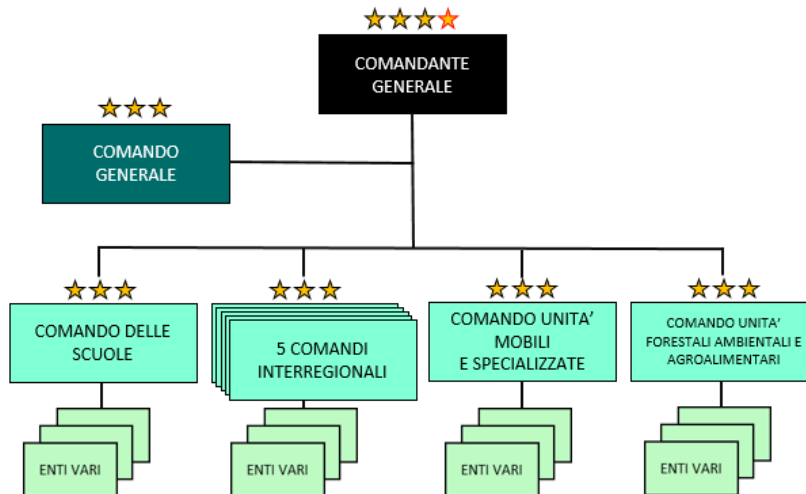 COMANDANTE
GENERALE
COMANDO
GENERALE
COMANDO DELLE
SCUOLE
5 COMANDI
INTERREGIONALI
COMANDO UNITA’
MOBILI
E SPECIALIZZATE
COMANDO UNITA’
FORESTALI AMBIENTALI E
AGROALIMENTARI
ENTI VARI
ENTI VARI
ENTI VARI
ENTI VARI